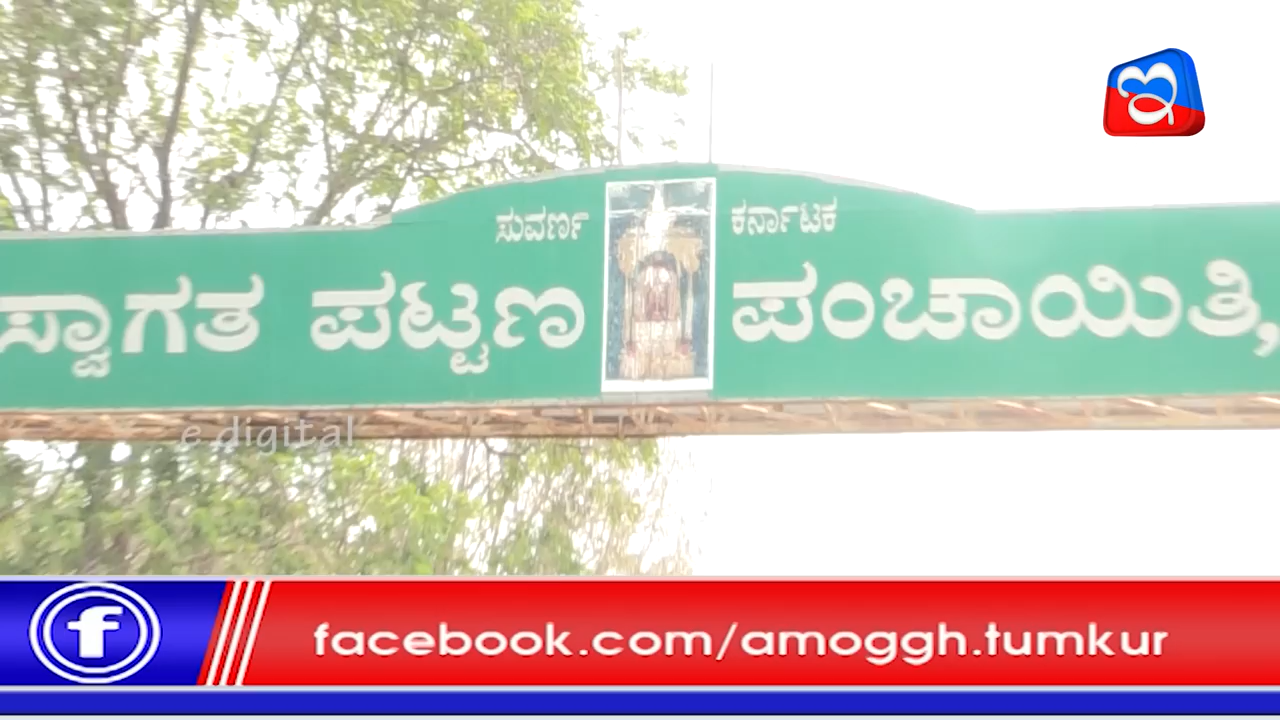 ಸುವರ್ಣ ಕರ್ನಾಟಕ
ಸ್ವಾಗತ ಪಟ್ಟಣ ಪಂಚಾಯಿತಿ,
e digital
facebook.com/amoggh.tumkur